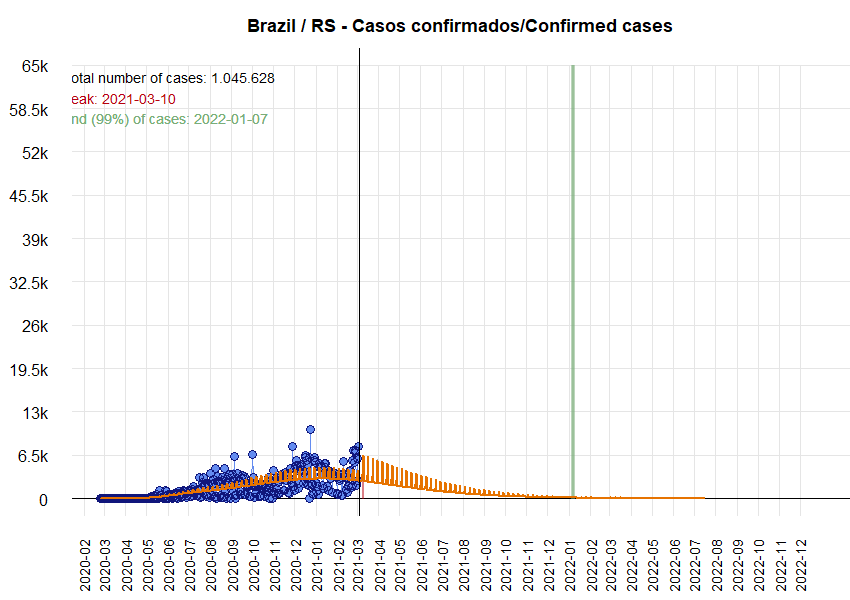 Brazil / RS - Casos confirmados/Confirmed cases
65k
otal number of cases: 1.045.628
eak: 2021-03-10
58.5k
nd (99%) of cases: 2022-01-07
52k
45.5k
39k
32.5k
26k
19.5k
13k
6.5k
0
2020-02
2020-03
2020-04
2020-05
2020-06
2020-07
2020-08
2020-09
2020-10
2020-11
2020-12
2021-01
2021-02
2021-03
2021-04
2021-05
2021-06
2021-07
2021-08
2021-09
2021-10
2021-11
2021-12
2022-01
2022-02
2022-03
2022-04
2022-05
2022-06
2022-07
2022-08
2022-09
2022-10
2022-11
2022-12